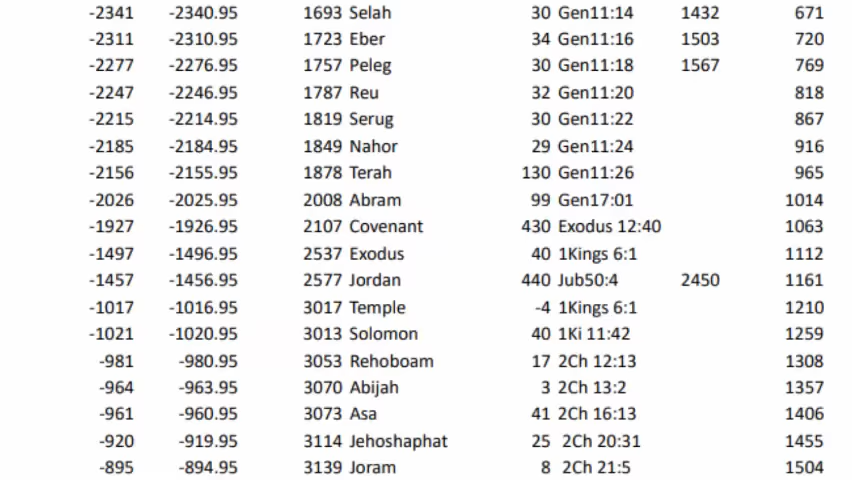 -2341 -2340.95 1693 Selah 30 Gen11:14 1432 671
-2311 -2310.95 1723 Eber 34 Gen11:16 1503 720
-2277 -2276.95 1757 Peleg 30 Gen11:18 1567 769
-2247 -2246.95 1787 Reu 32 Gen11:20 818
-2215 -2214.95 1819 Serug 30 Gen11:22 867
-2185 -2184.95 1849 Nahor 29 Gen11:24 916
-2156 -2155.95 1878 Terah 130 Gen11:26 965
-2026 -2025.95 2008 Abram 99 Gen17:01 1014
-1927 -1926.95 2107 Covenant 430 Exodus 12:40 1063
-1497 -1496.95 2537 Exodus 40 1Kings 6:1 1112
-1457 -1456.95 2577 Jordan 440 Jub50:4 2450 1161
-1017 -1016.95 3017 Temple -4 1Kings 6:1 1210
-1021 -1020.95 3013 Solomon 40 1Ki 11:42 1259
-981 -980.95 3053 Rehoboam 17 2Ch 12:13 1308
-964 -963.95 3070 Abijah 3 2Ch 13:2 1357
-961 -960.95 3073 Asa 41 2Ch 16:13 1406
-920 -919.95 3114 Jehoshaphat 25 2Ch 20:31 1455
-895 -894.95 3139 Joram 8 2Ch 21:5 1504